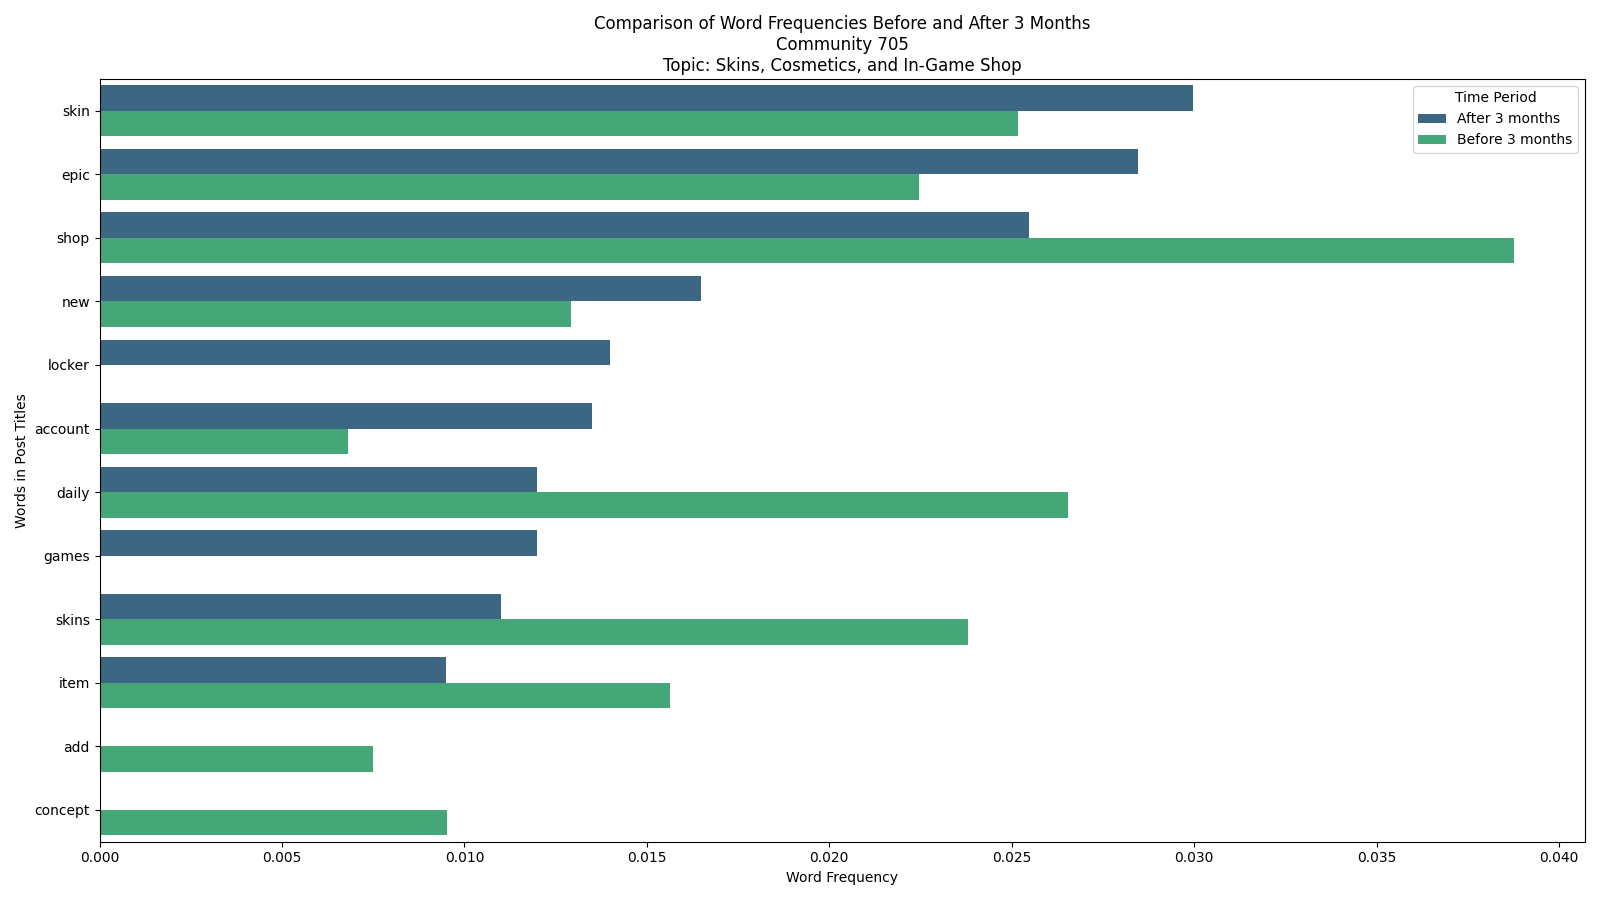 Comparison of Word Frequencies Before and After 3 Months
Community 705
Topic: Skins, Cosmetics, and In-Game Shop
Time Period
After 3 months
Before 3 months
Words in Post Titles
skin
epic
shop
new
locker
account
daily
games
skins
item
add
concept
0.000
0.005
0.010
0.015
0.020
0.025
0.030
0.035
0.040
Word Frequency